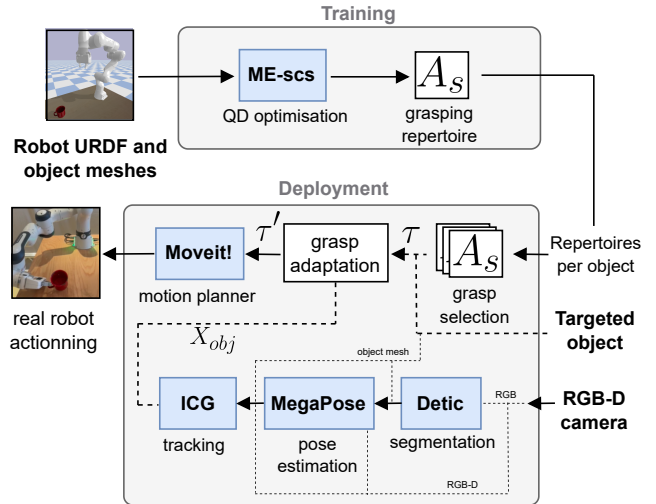 Training
ME-scs
QD optimisation
A_s
grasping
repertoire
Robot URDF and
object meshes
Deployment
Moveit!
motion planner
τ′
grasp
adaptation
τ
A_s
grasp
selection
Repertoires
per object
real robot
actionning
X_obj
object mesh
Targeted
object
ICG
tracking
MegaPose
pose
estimation
Detic
segmentation
RGB
RGB-D
camera
RGB-D